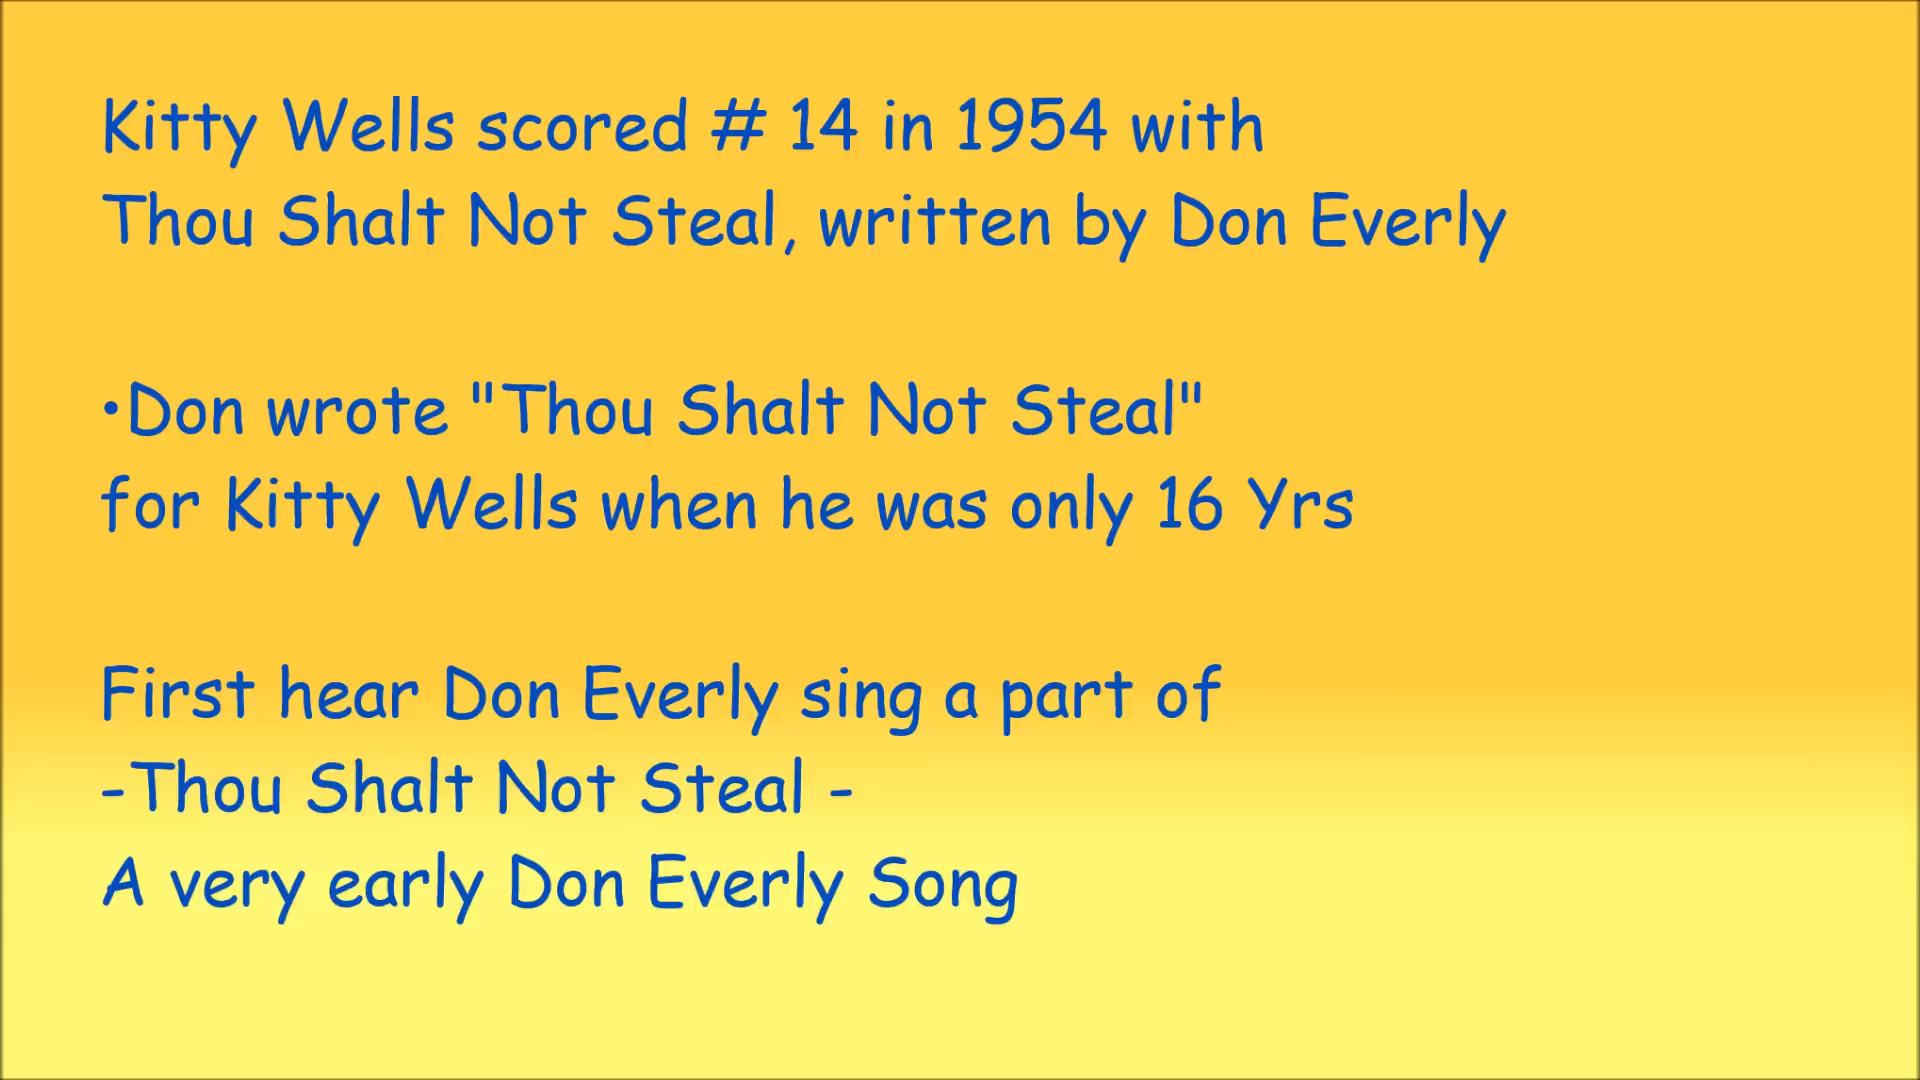 Kitty Wells scored # 14 in 1954 with
Thou Shalt Not Steal, written by Don Everly
•Don wrote "Thou Shalt Not Steal"
for Kitty Wells when he was only 16 Yrs
First hear Don Everly sing a part of
-Thou Shalt Not Steal -
A very early Don Everly Song